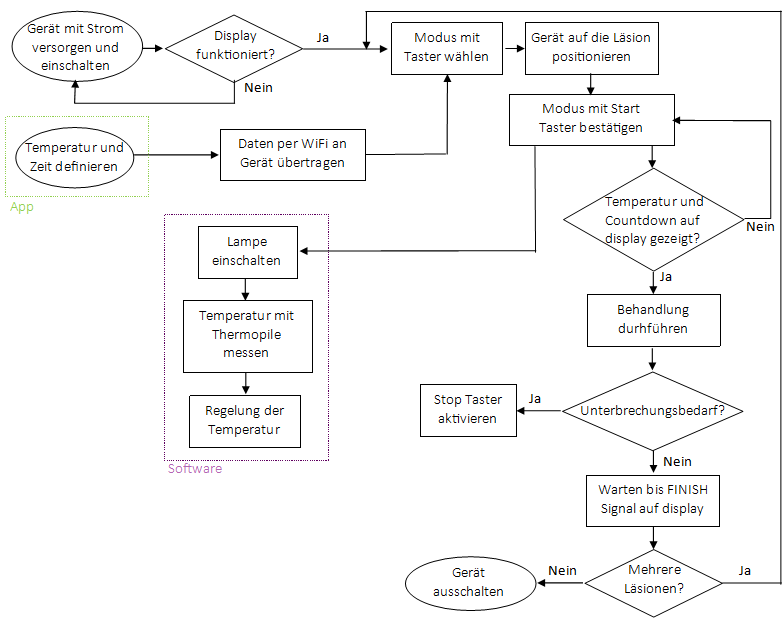 Gerät mit Strom
versorgen und
einschalten
Display
funktioniert?
Ja
Nein
Modus mit
Taster wählen
Gerät auf die Läsion
positionieren
Modus mit Start
Taster bestätigen
Temperatur und
Zeit definieren
App
Daten per WiFi an
Gerät übertragen
Temperatur und
Countdown auf
display gezeigt?
Nein
Ja
Lampe
einschalten
Temperatur mit
Thermopile
messen
Regelung der
Temperatur
Software
Behandlung
durhführen
Unterbrechungsbedarf?
Ja
Stop Taster
aktivieren
Nein
Warten bis FINISH
Signal auf display
Mehrere
Läsionen?
Ja
Nein
Gerät
ausschalten